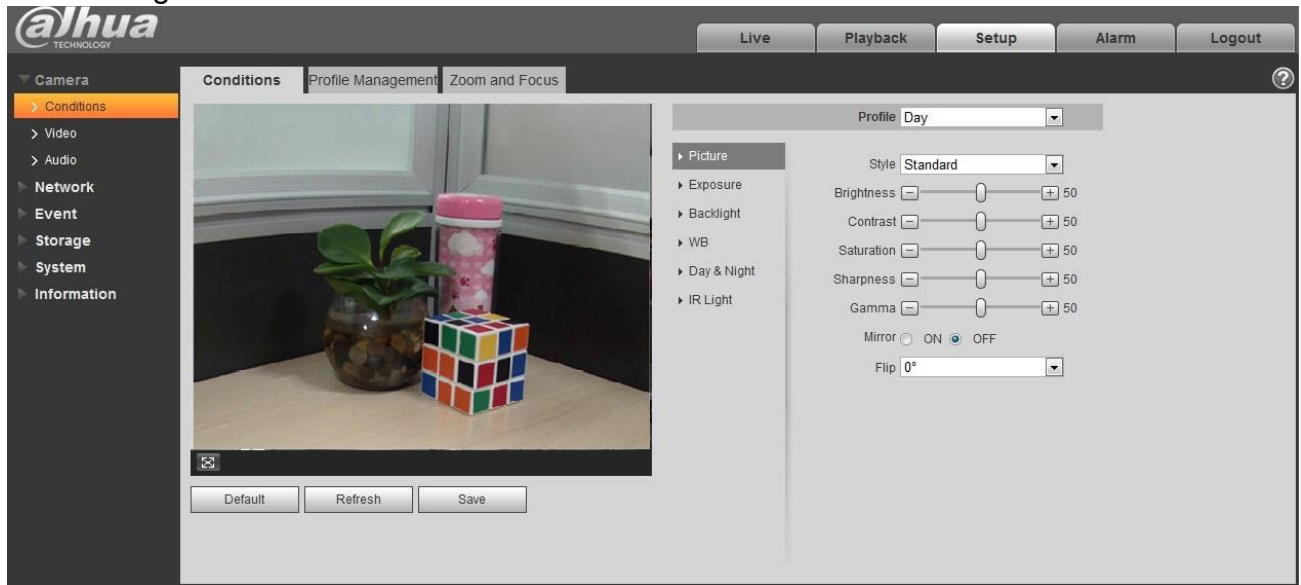 alhua
TECHNOLOGY
Live
Playback
Setup
Alarm
Logout
Camera
Conditions
Video
Audio
Network
Event
Storage
System
Information
Conditions
Profile Management
Zoom and Focus
?
Default
Refresh
Save
Profile Day
Picture
Exposure
Backlight
WB
Day & Night
IR Light
Style Standard
Brightness 50
Contrast 50
Saturation 50
Sharpness 50
Gamma 50
Mirror ON OFF
Flip 0°